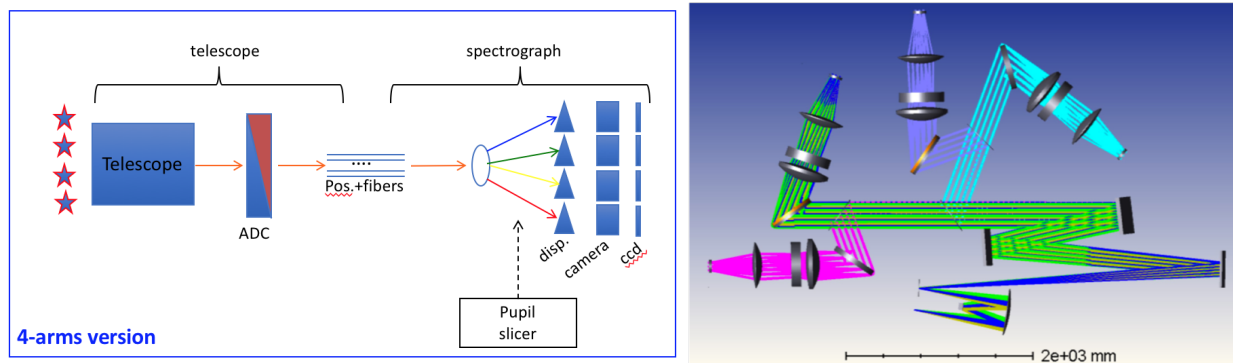 telescope
spectrograph
Telescope
....
Pos.+fibers
ADC
disp.
camera
ccd
Pupil
slicer
4-arms version
2e+03 mm